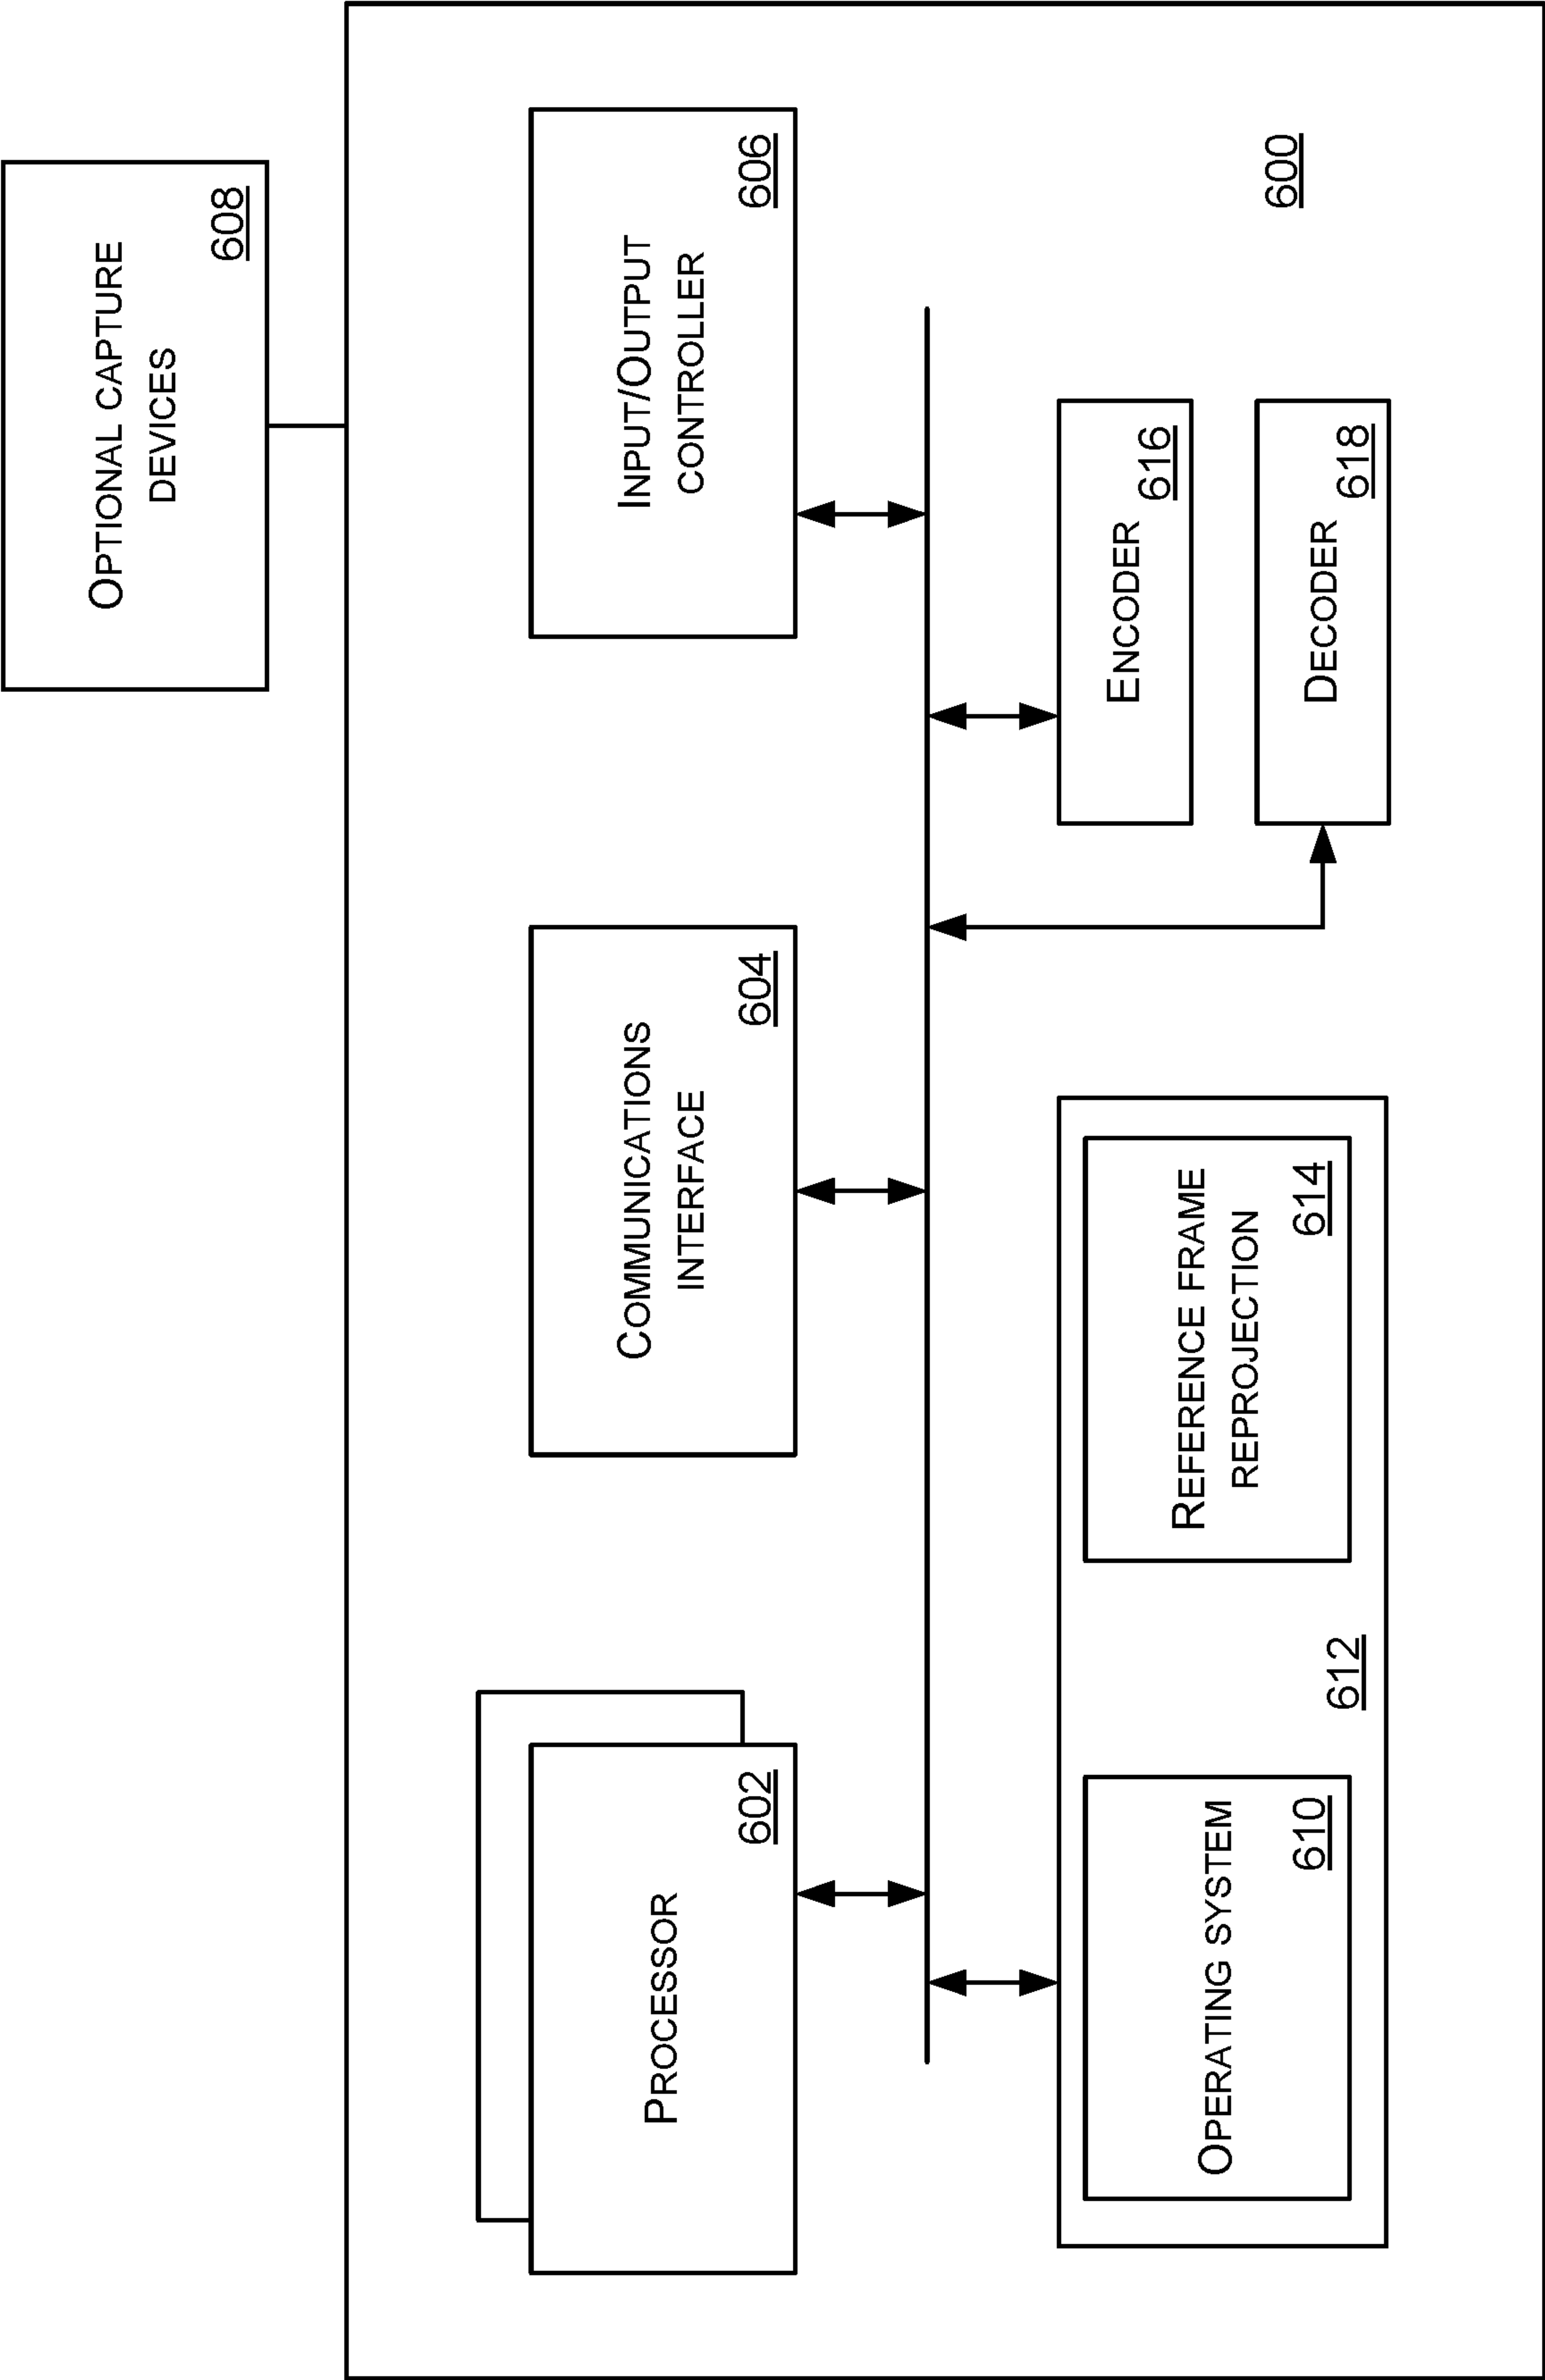 OPTIONAL CAPTURE
DEVICES
608
PROCESSOR
602
COMMUNICATIONS
INTERFACE
604
INPUT/OUTPUT
CONTROLLER
606
OPERATING SYSTEM
610
612
REFERENCE FRAME
REPROJECTION
614
ENCODER
616
DECODER
618
600